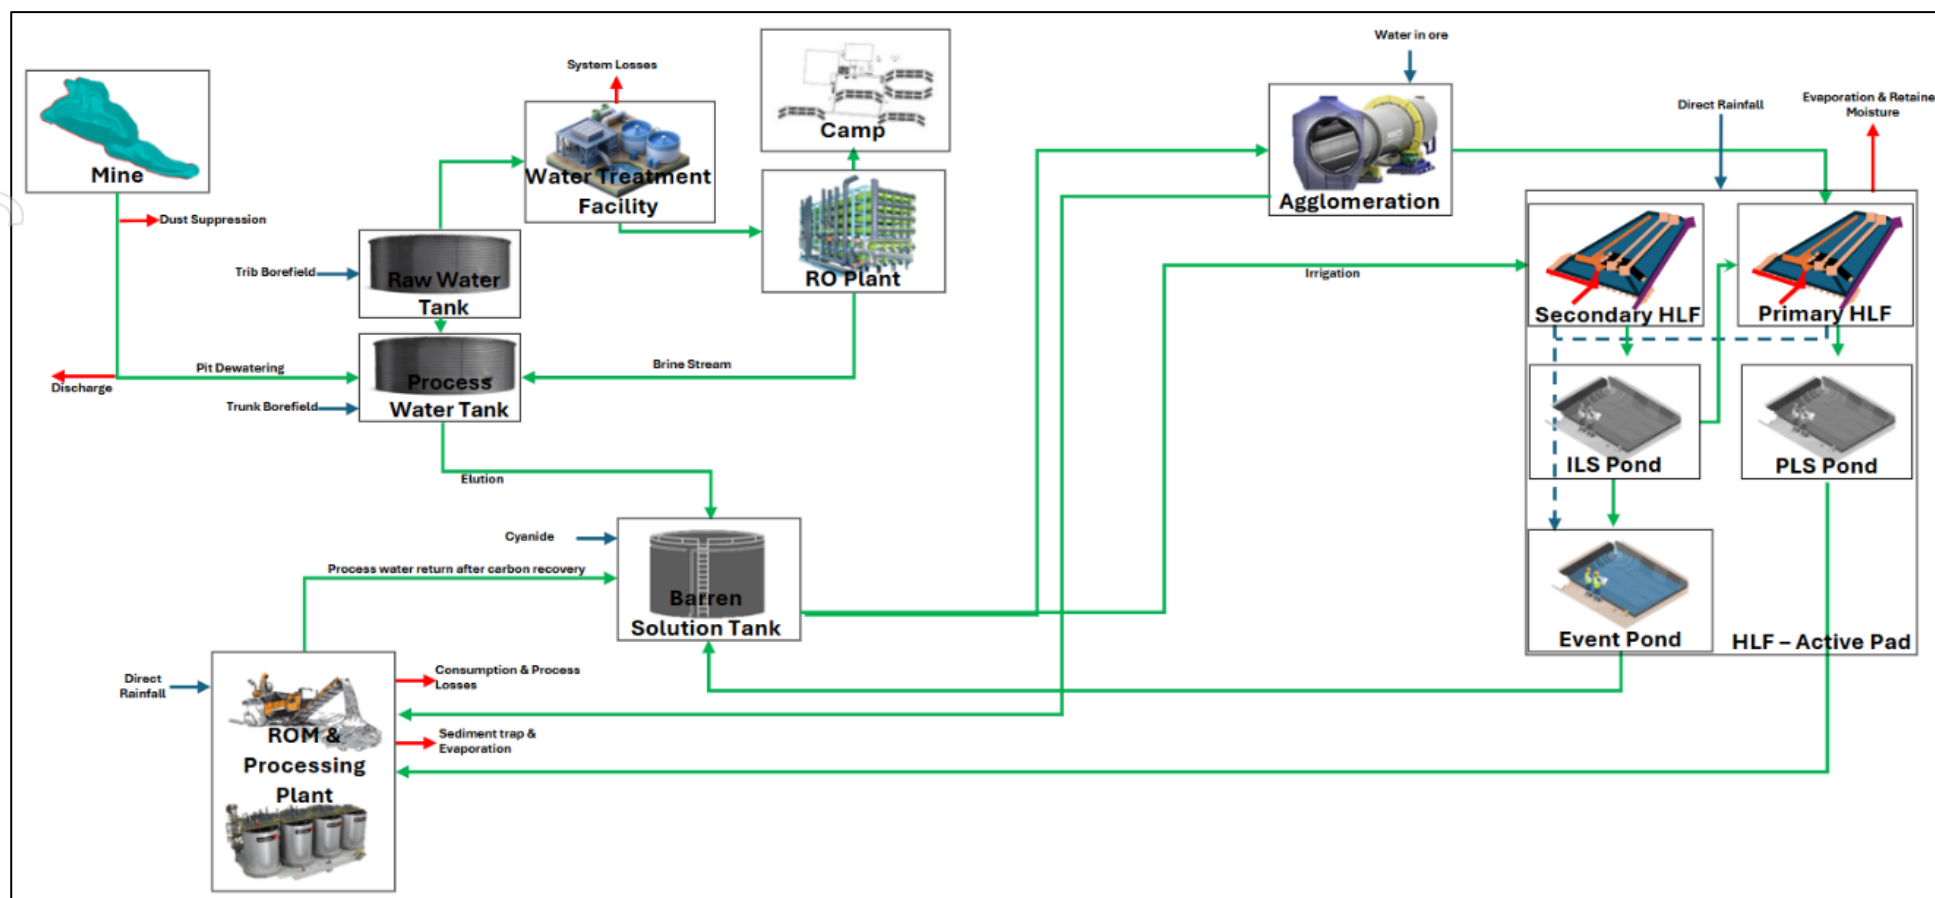 Water in ore
System Losses
Camp
Direct Rainfall
Evaporation & Retaine
Moisture
Mine
Water Treatment
Facility
Agglomeration
Dust Suppression
Trib Borefield
Raw Water
Tank
RO Plant
Irrigation
Secondary HLF
Primary HLF
Pit Dewatering
Brine Stream
Discharge
Process
Water Tank
Trunk Borefield
ILS Pond
PLS Pond
Elution
Cyanide
Process water return after carbon recovery
Barren
Solution Tank
Event Pond
HLF – Active Pad
Direct
Rainfall
Consumption & Process
Losses
ROM &
Processing
Plant
Sediment trap &
Evaporation